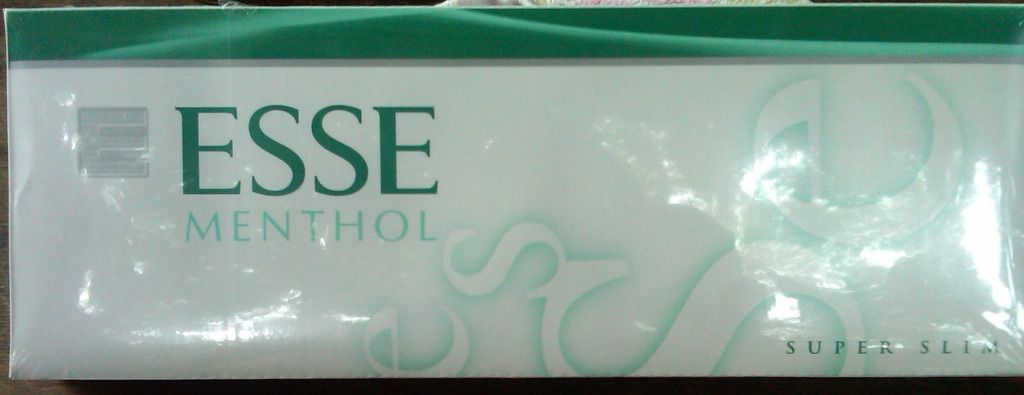 ESSE
MENTHOL
SUPER SLIM